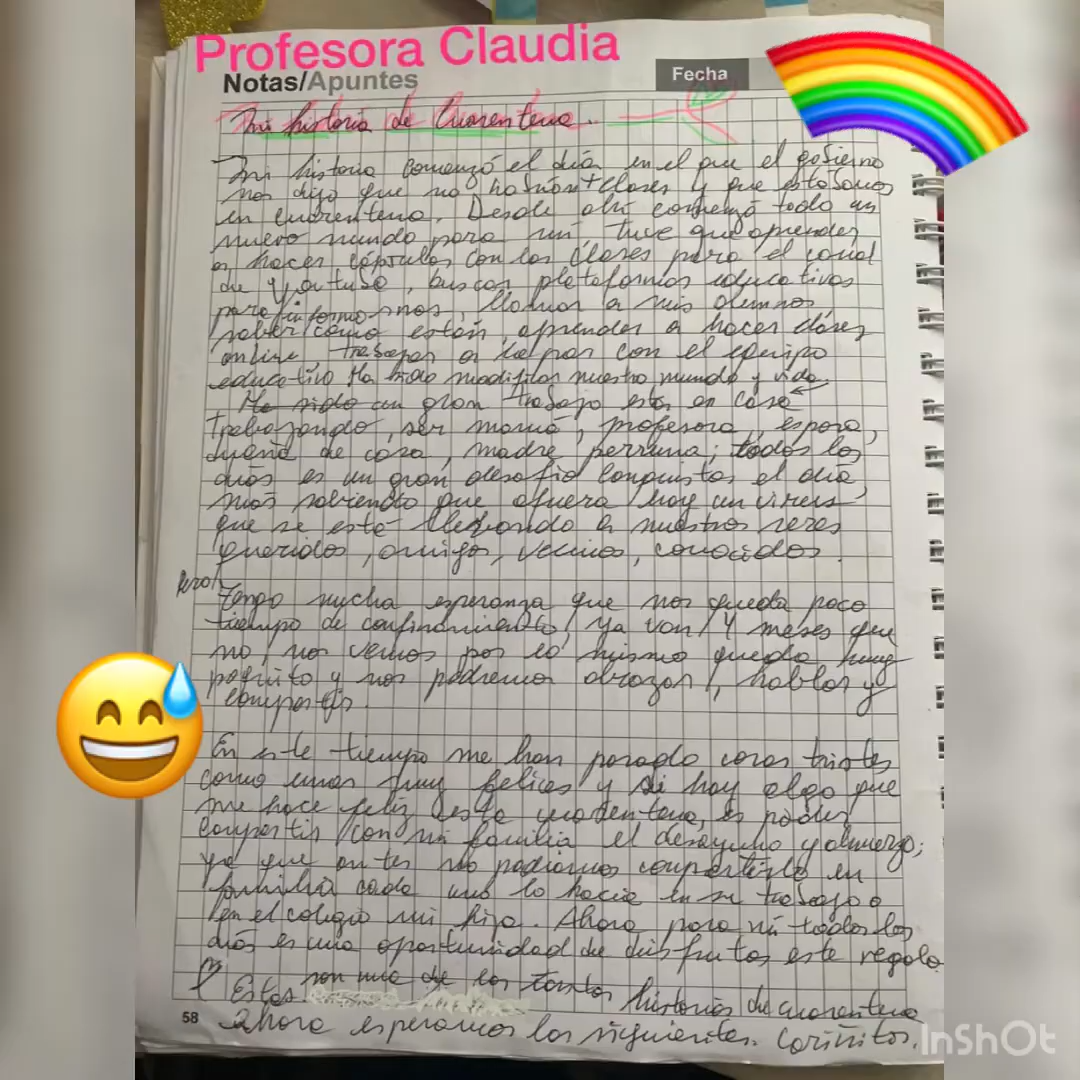 Profesora Claudia
Notas/Apuntes
Fecha
Mi historia de Cuarentena.
Mi historia comenzó el día en el que el gobierno
nos dijo que no habrían + clases y que estábamos
en cuarentena. Desde ahí comenzó todo un
nuevo mundo para mí, tuve que aprender
a hacer cápsulas con las clases para el canal
de Youtube, buscar plataformas educativas
para informarnos, llamar a mis alumnos
saber cómo están, aprender a hacer clases
online, trabajar a la par con el equipo
educativo Ha sido modificar nuestro mundo y vida
Ha sido un gran trabajo estar en casa
trabajando, ser mamá, profesora, esposa,
dueña de casa, madre perruna; todos los
días es un gran desafío conquistar el día
más sabiendo que afuera hay un virus
que se esté llevando a nuestros seres
queridos, amigos, vecinos, conocidos.
Pero
Tengo mucha esperanza que nos queda poco
tiempo de confinamiento, ya van 4 meses que
no nos vemos por lo mismo queda muy
poquito y nos podremos abrazar, hablar y
compartir.
En este tiempo me han pasado cosas tristes
como unas muy felices y si hay algo que
me hace feliz esta cuarentena, es poder
compartir con mi familia el desayuno y almuerzo;
ya que antes no podíamos compartirlo en
familia cada uno lo hacía en su trabajo o
en el colegio mi hija. Ahora para mí todos los
días es una oportunidad de disfrutar este regalo
Estas son una de las tantas historias de cuarentena
58 Ahora esperamos las siguientes. Cariñitos.
InShOt